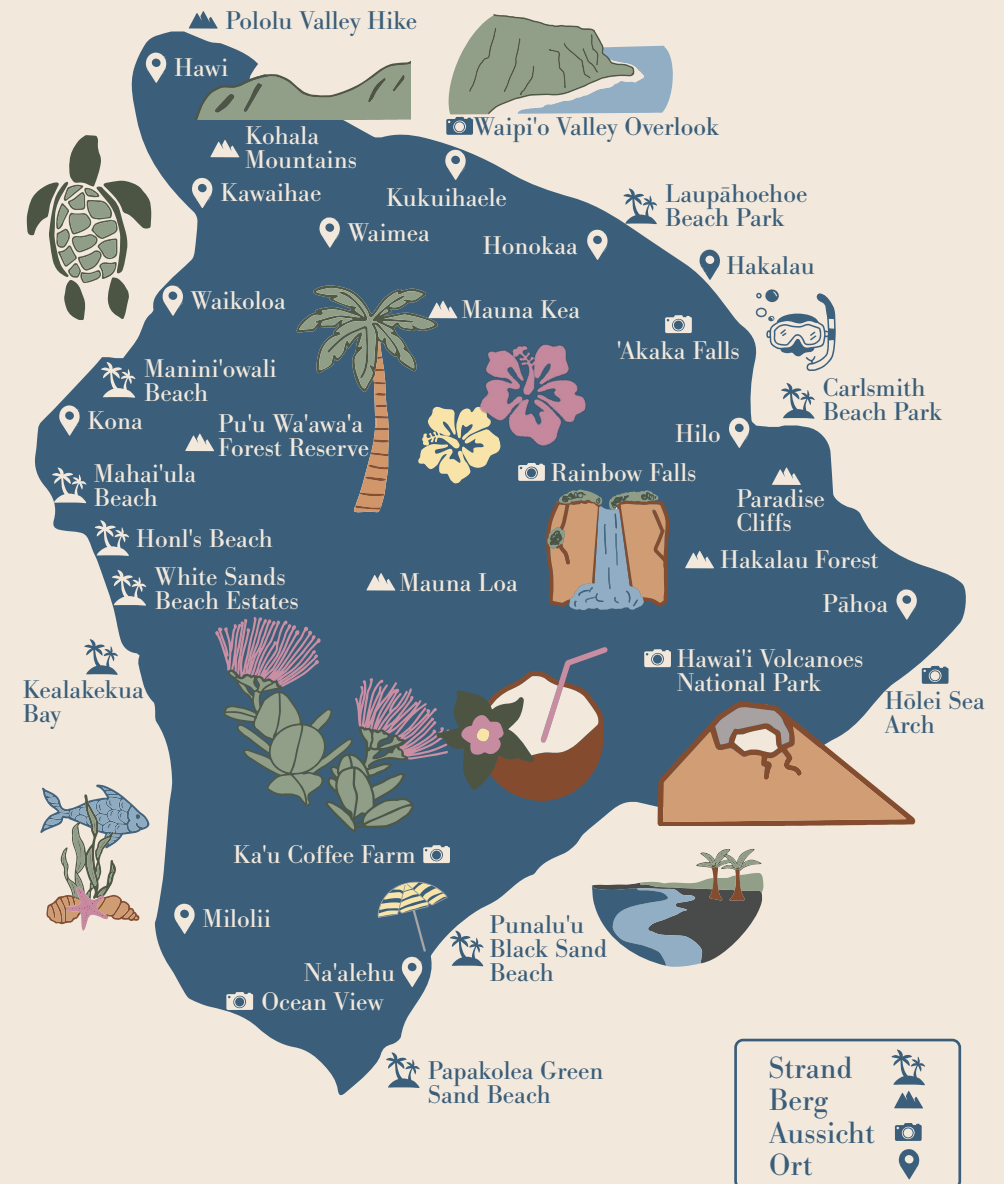 Pololu Valley Hike
Hawi
Waipi'o Valley Overlook
Kohala
Mountains
Kawaihae
Kukuihaele
Laupāhoehoe
Beach Park
Waimea
Honokaa
Hakalau
Waikoloa
Mauna Kea
'Akaka Falls
Manini'owali
Beach
Carlsmith
Beach Park
Kona
Pu'u Wa'awa'a
Forest Reserve
Hilo
Mahai'ula
Beach
Rainbow Falls
Paradise
Cliffs
Honl's Beach
Hakalau Forest
White Sands
Beach Estates
Mauna Loa
Pāhoa
Kealakekua
Bay
Hawai'i Volcanoes
National Park
Hōlei Sea
Arch
Ka'u Coffee Farm
Milolii
Punalu'u
Black Sand
Beach
Na'alehu
Ocean View
Papakolea Green
Sand Beach
Strand
Berg
Aussicht
Ort